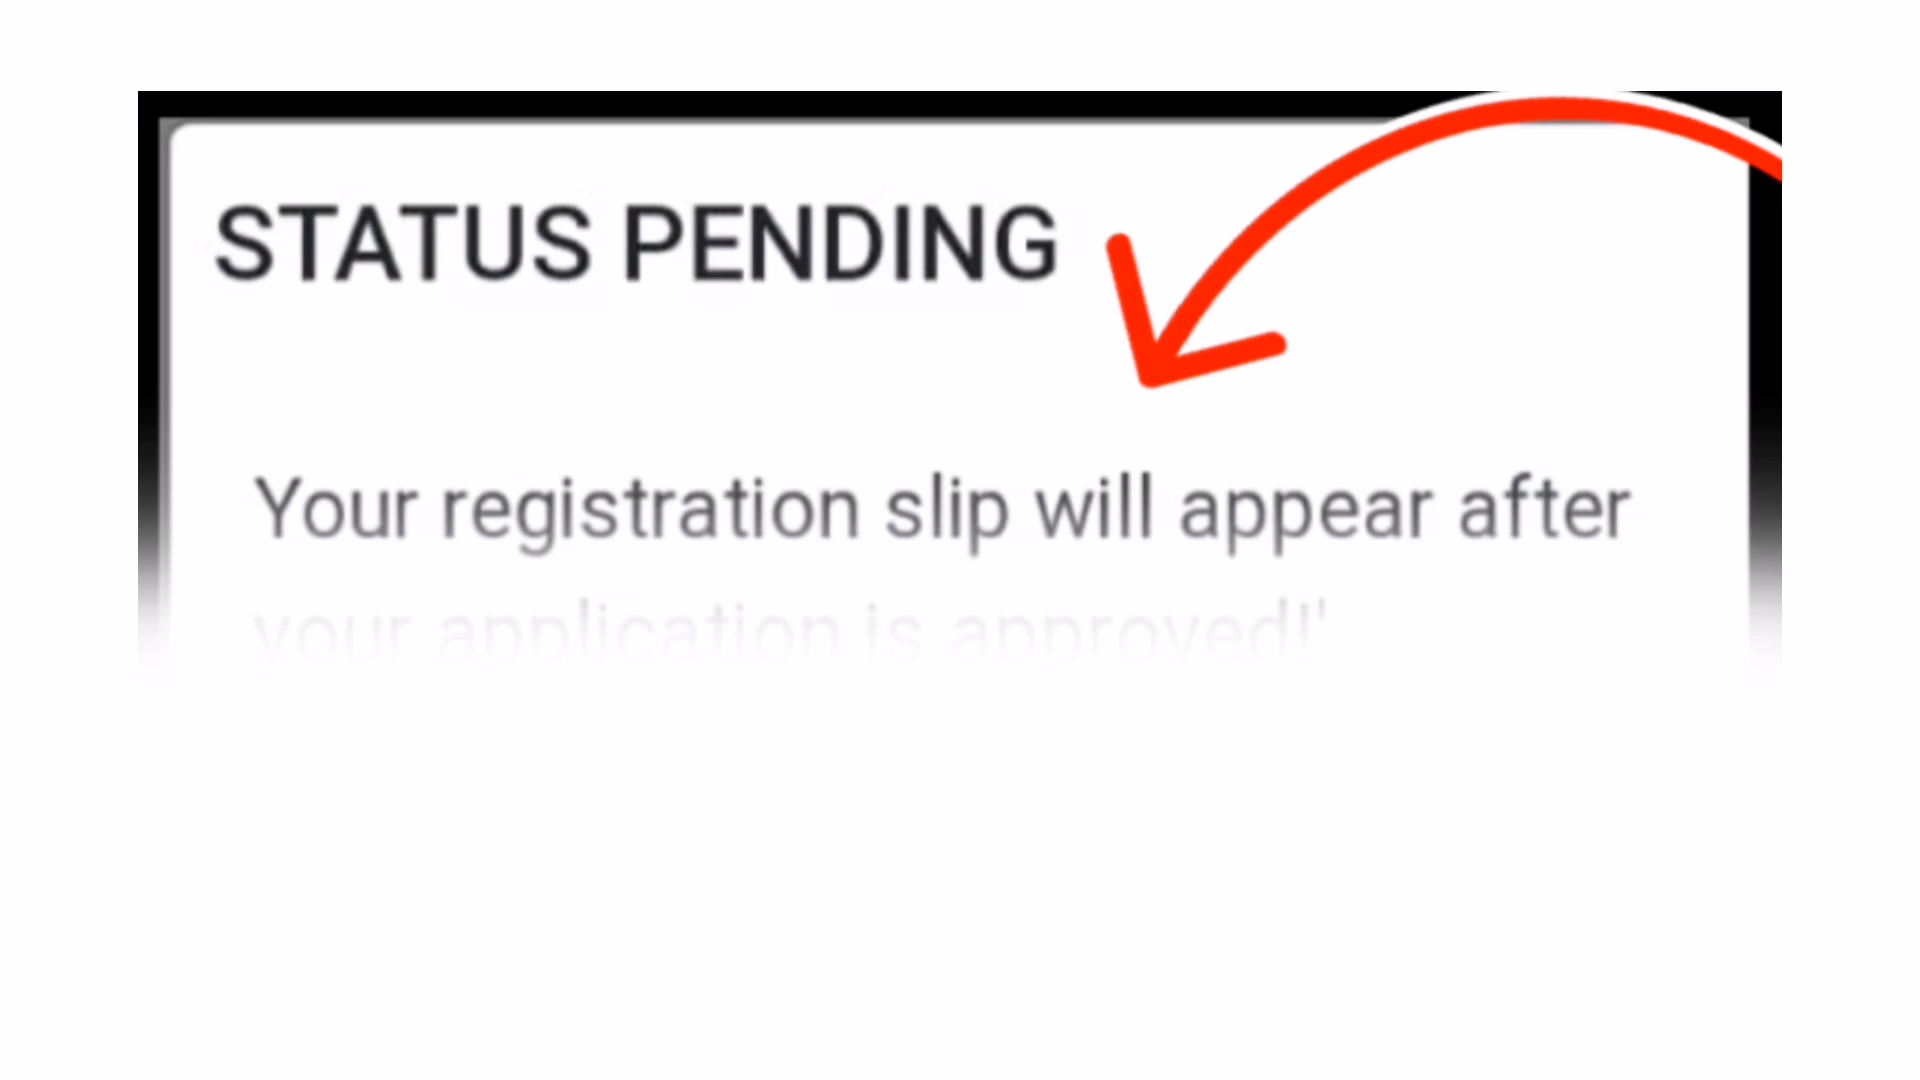 STATUS PENDING
Your registration slip will appear after
your application is approved!'